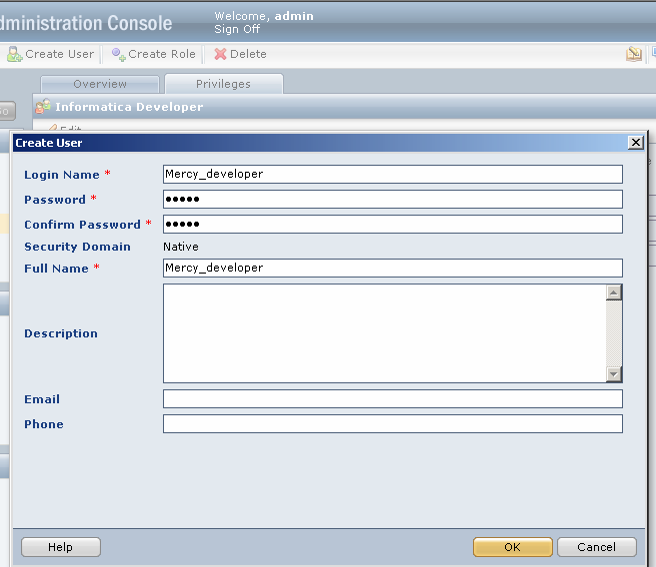 dministration Console
Welcome, admin
Sign Off
Create User
Create Role
Delete
Overview
Privileges
Informatica Developer
Edit
Create User
Login Name *
Mercy_developer
Password *
•••••
Confirm Password *
•••••
Security Domain
Native
Full Name *
Mercy_developer
Description
Email
Phone
Help
OK
Cancel